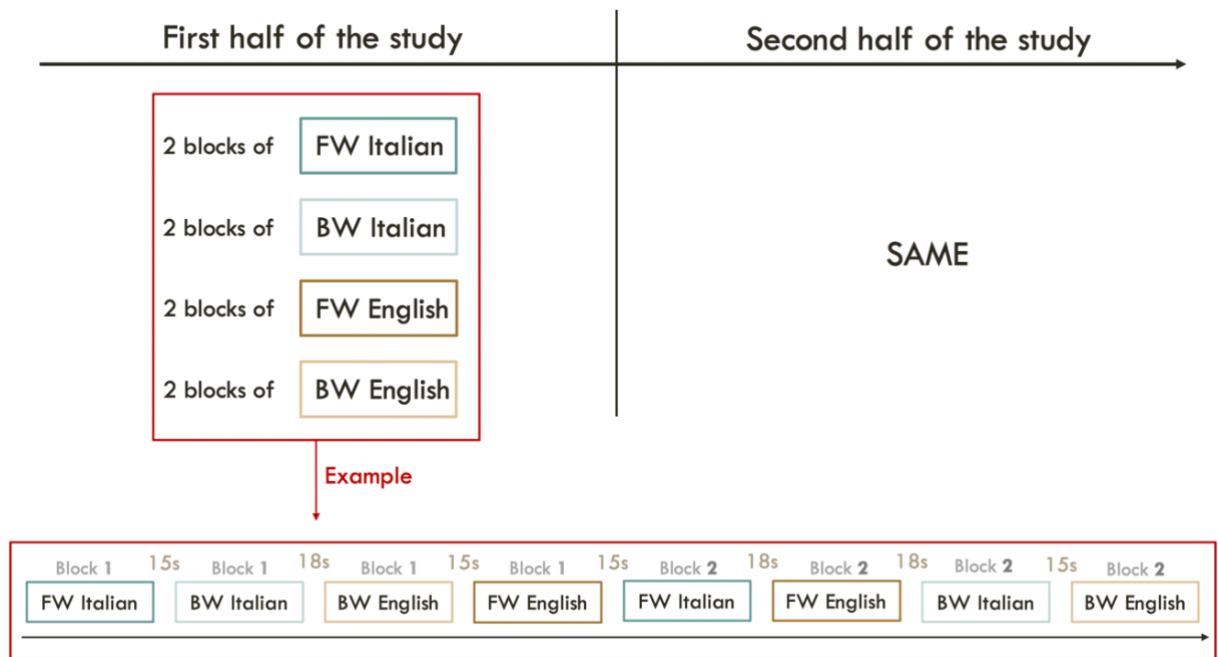 First half of the study
Second half of the study
2 blocks of FW Italian
2 blocks of BW Italian
2 blocks of FW English
2 blocks of BW English
SAME
Example
Block 1 15s Block 1 18s Block 1 15s Block 1 15s Block 2 18s Block 2 18s Block 2 15s Block 2
FW Italian BW Italian BW English FW English FW Italian FW English BW Italian BW English